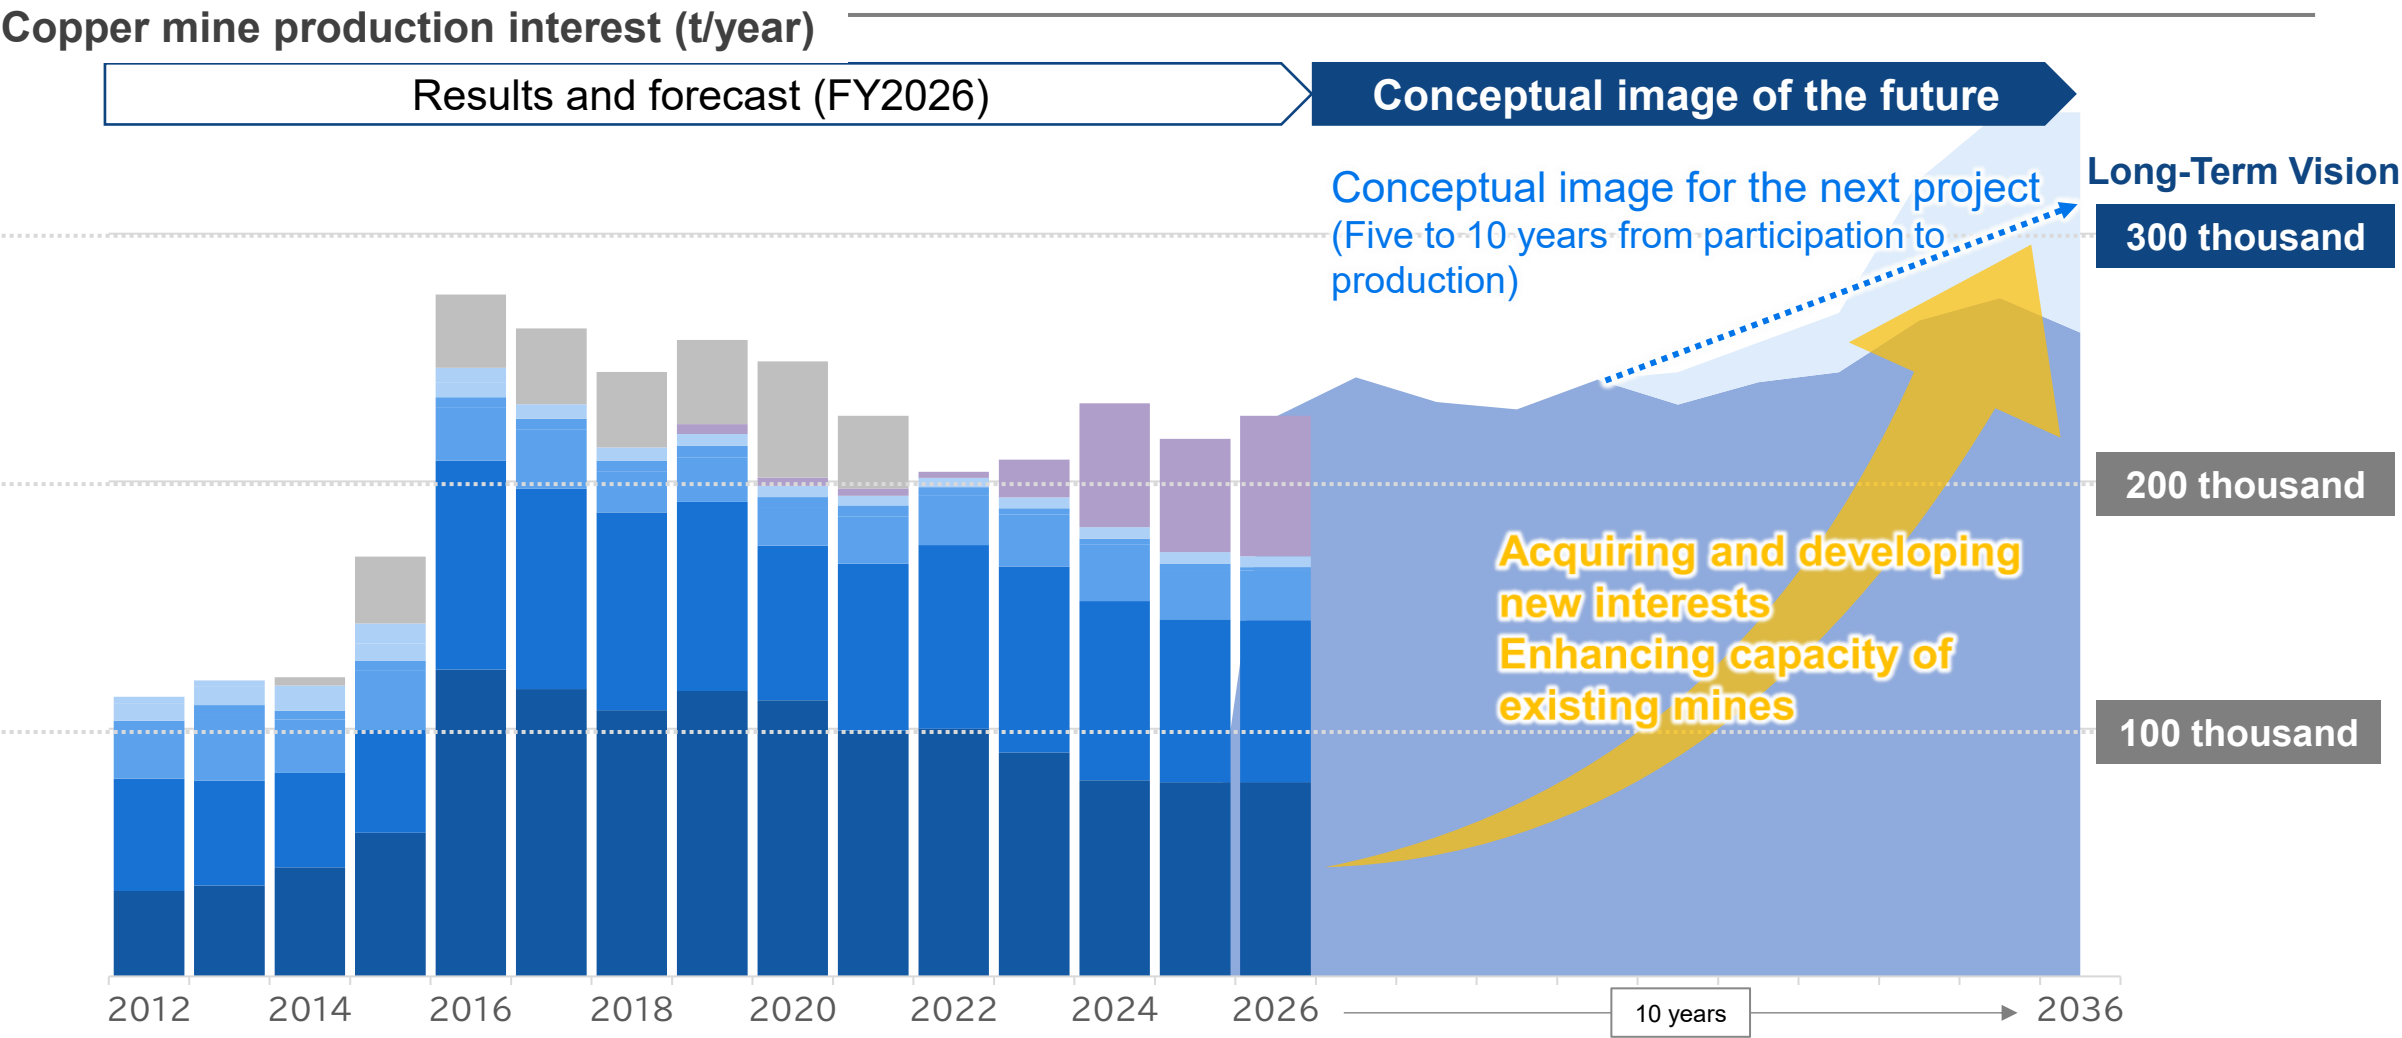 Copper mine production interest (t/year)
Results and forecast (FY2026)
Conceptual image of the future
Conceptual image for the next project
(Five to 10 years from participation to
production)
Long-Term Vision
300 thousand
200 thousand
100 thousand
Acquiring and developing
new interests
Enhancing capacity of
existing mines
2012 2014 2016 2018 2020 2022 2024 2026 10 years 2036